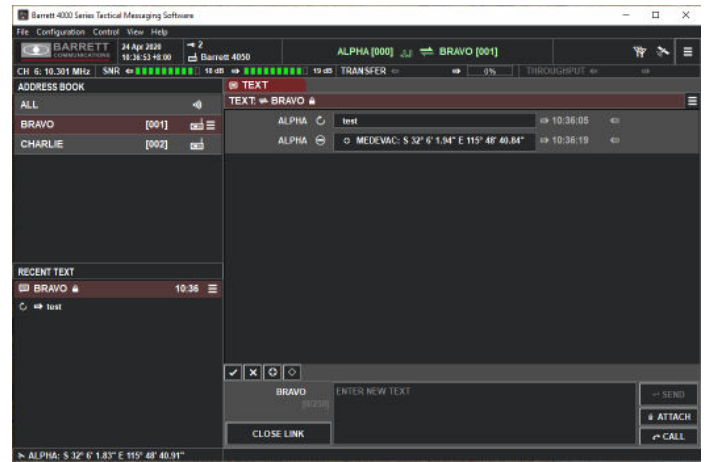 Barrett 4000 Series Tactical Messaging Software
File Configuration Control View Help
BARRETT COMMUNICATIONS
24 Apr 2020
10:36:53 +8:00
2
Barrett 4050
ALPHA [000] BRAVO [001]
CH 6: 10.301 MHz SNR 18 dB 19 dB TRANSFER 0% THROUGHPUT
ADDRESS BOOK
ALL
BRAVO [001]
CHARLIE [002]
TEXT
TEXT: BRAVO
ALPHA test 10:36:05
ALPHA MEDEVAC: S 32° 6' 1.94" E 115° 48' 40.84" 10:36:19
RECENT TEXT
BRAVO 10:36
test
BRAVO
ENTER NEW TEXT
SEND
ATTACH
CALL
CLOSE LINK
ALPHA: S 32° 6' 1.83" E 115° 48' 40.91"